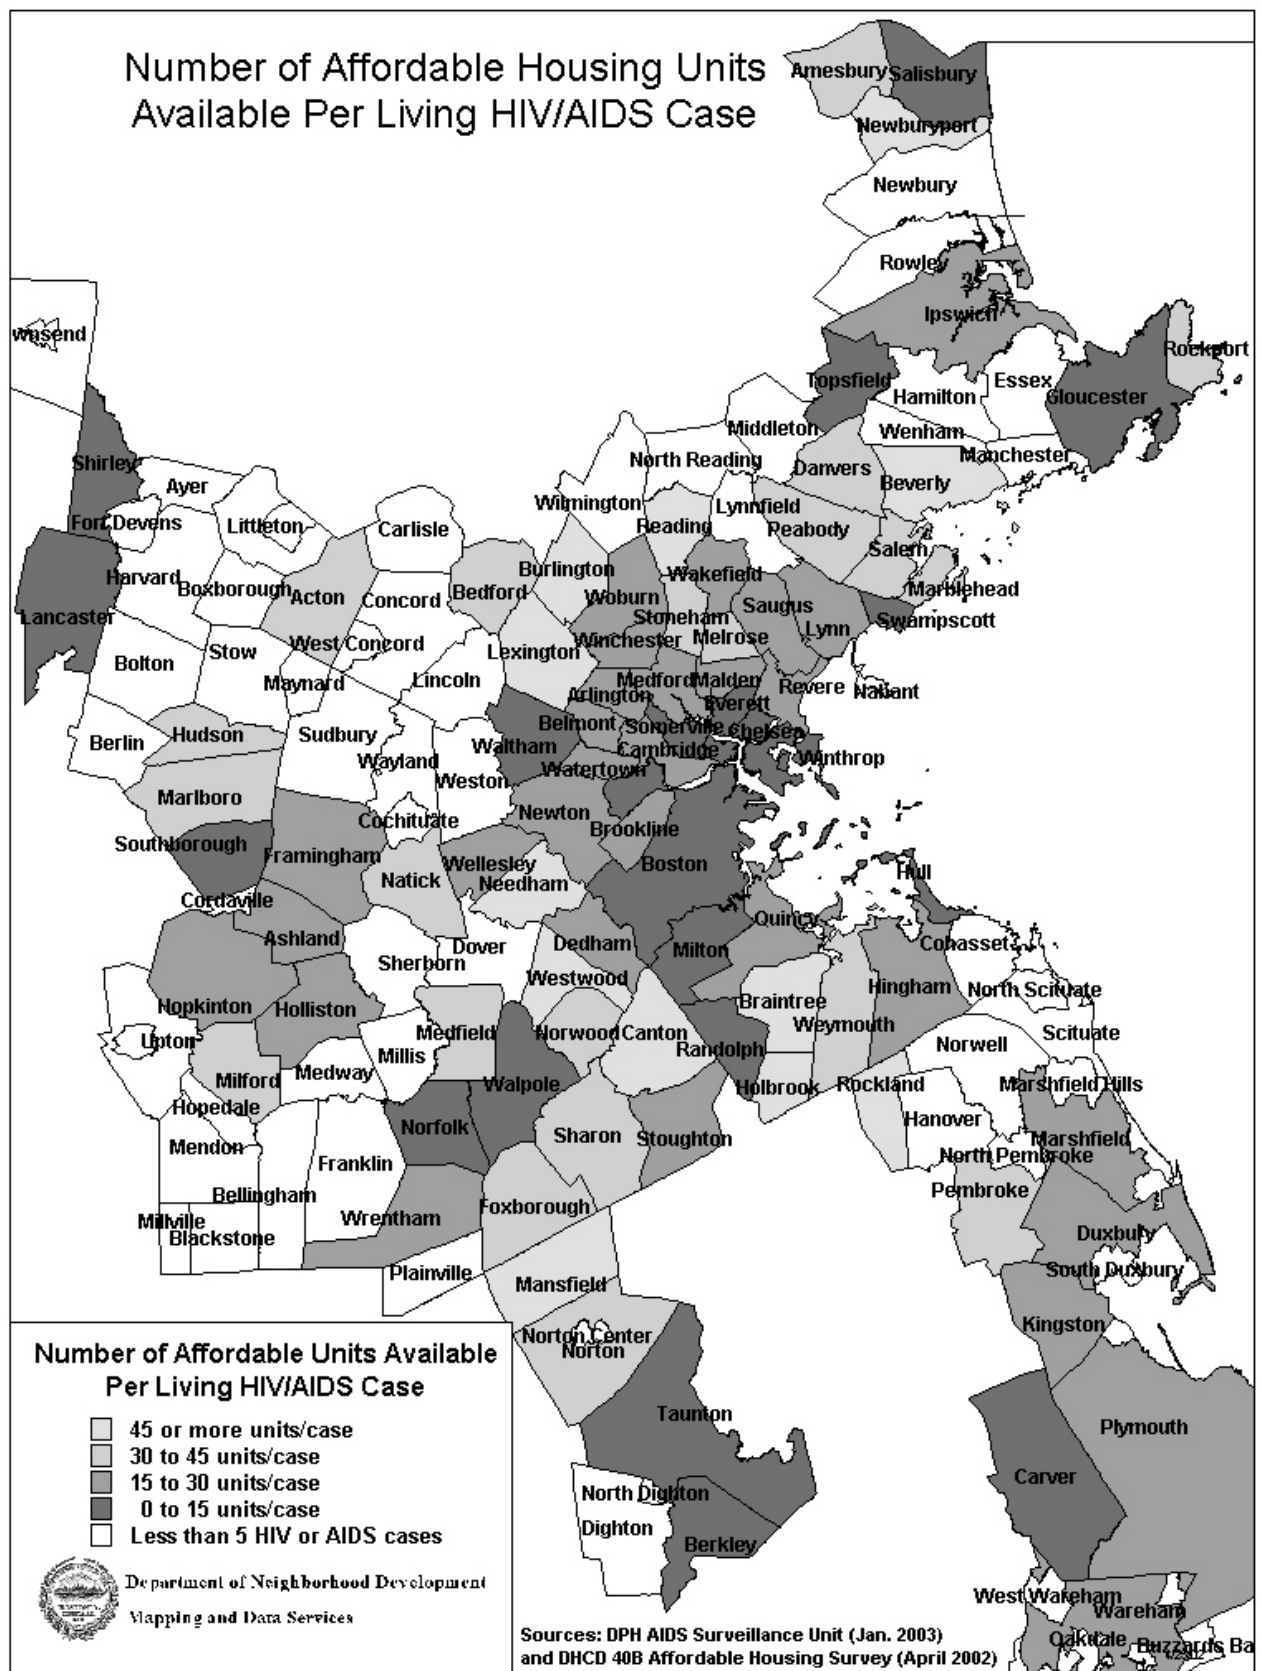 Number of Affordable Housing Units
Available Per Living HIV/AIDS Case
Amesbury
Salisbury
Newburyport
Newbury
Rowley
Ipswich
wnsend
Rockport
Topsfield
Essex
Hamilton
Gloucester
Middleton
Wenham
Manchester
North Reading
Shirley
Danvers
Ayer
Beverly
Wilmington
Lynnfield
Fort Devens
Littleton
Carlisle
Reading
Peabody
Salem
Harvard
Boxborough
Burlington
Wakefield
Acton
Concord
Bedford
Woburn
Marblehead
Lancaster
Stoneham
Saugus
Swampscott
West Concord
Winchester
Melrose
Lynn
Bolton
Stow
Lexington
Maynard
Lincoln
Medford
Malden
Revere
Nahant
Arlington
Everett
Berlin
Hudson
Sudbury
Belmont
Somerville
Chelsea
Waltham
Cambridge
Winthrop
Wayland
Watertown
Weston
Marlboro
Cochituate
Newton
Brookline
Southborough
Framingham
Wellesley
Boston
Natick
Needham
Hull
Cordaville
Quincy
Ashland
Dover
Dedham
Milton
Cohasset
Sherborn
Westwood
Hopkinton
Holliston
Braintree
Hingham
North Scituate
Upton
Medfield
Norwood
Canton
Weymouth
Scituate
Millis
Randolph
Norwell
Milford
Medway
Walpole
Holbrook
Rockland
Marshfield Hills
Hopedale
Norfolk
Hanover
Mendon
Sharon
Stoughton
Marshfield
Franklin
North Pembroke
Bellingham
Foxborough
Pembroke
Millville
Wrentham
Blackstone
Duxbury
Plainville
South Duxbury
Mansfield
Norton Center
Norton
Kingston
Taunton
Plymouth
Carver
North Dighton
Dighton
Berkley
West Wareham
Wareham
Oakdale
Buzzards Ba
Number of Affordable Units Available
Per Living HIV/AIDS Case
45 or more units/case
30 to 45 units/case
15 to 30 units/case
0 to 15 units/case
Less than 5 HIV or AIDS cases
Department of Neighborhood Development
Mapping and Data Services
Sources: DPH AIDS Surveillance Unit (Jan. 2003)
and DHCD 40B Affordable Housing Survey (April 2002)